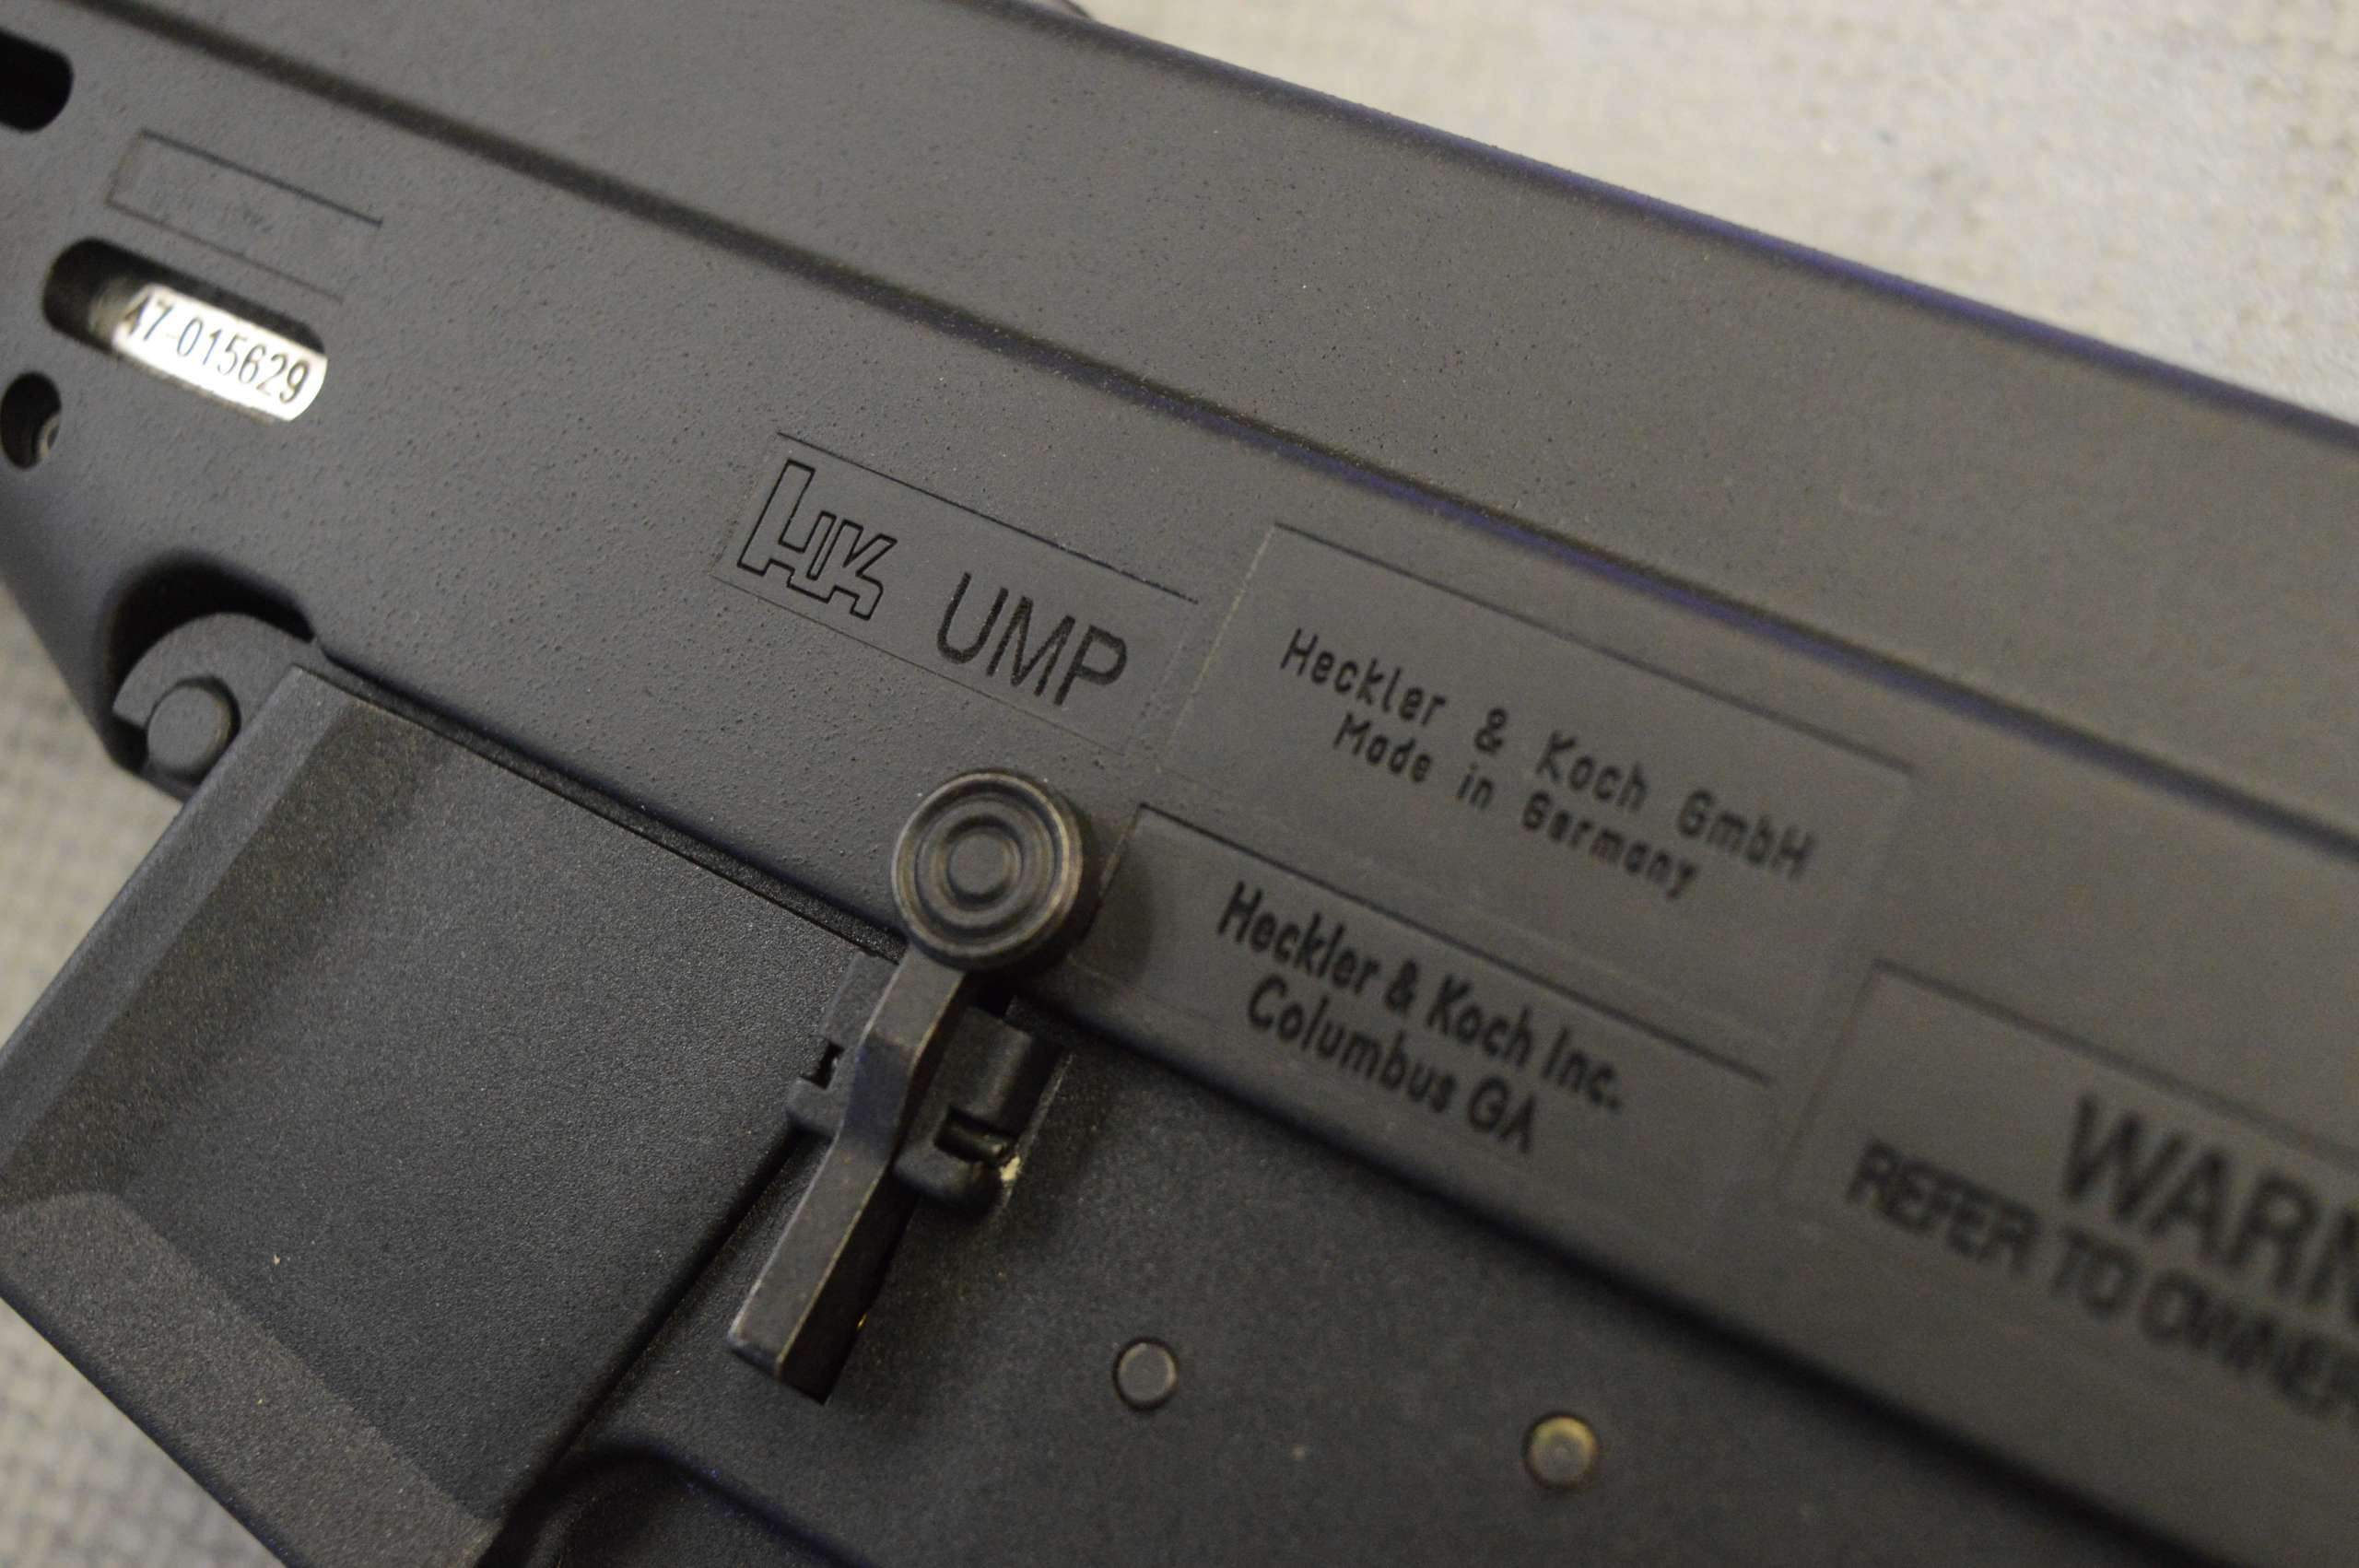 47-015629
HK UMP
Heckler & Koch GmbH
Made in Germany
Heckler & Koch Inc.
Columbus GA
WARN
REFER TO OWNER